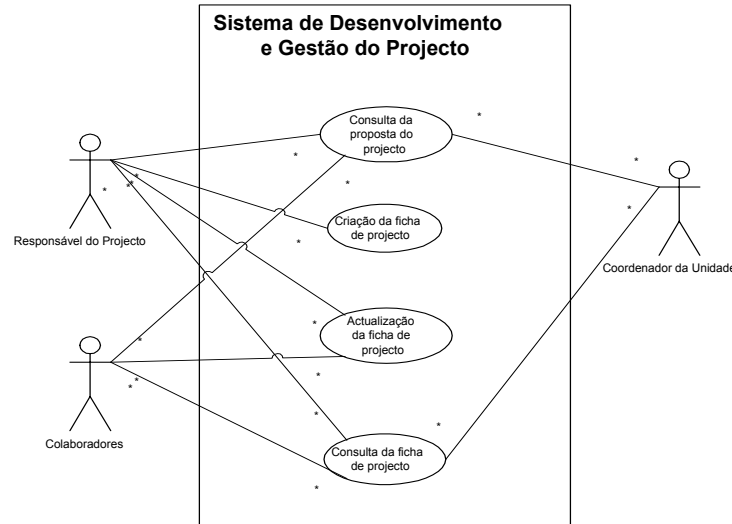 Sistema de Desenvolvimento
e Gestão do Projecto
Consulta da
proposta do
projecto
Responsável do Projecto
Criação da ficha
de projecto
Coordenador da Unidade
Actualização
da ficha de
projecto
Colaboradores
Consulta da ficha
de projecto